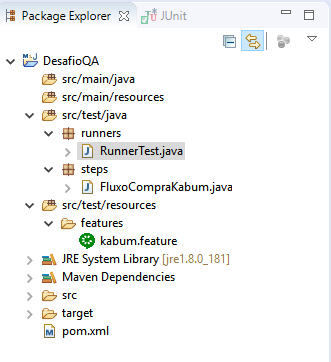 Package Explorer JUnit
DesafioQA
src/main/java
src/main/resources
src/test/java
runners
RunnerTest.java
steps
FluxoCompraKabum.java
src/test/resources
features
kabum.feature
JRE System Library [jre1.8.0_181]
Maven Dependencies
src
target
pom.xml